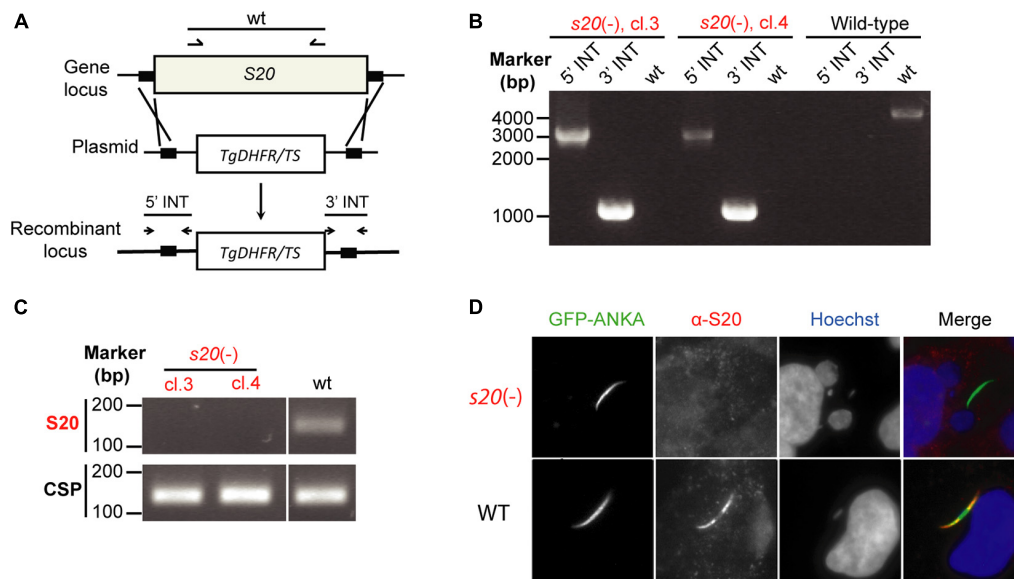 A
wt
Gene locus
S20
Plasmid
TgDHFR/TS
5’ INT
3’ INT
Recombinant locus
TgDHFR/TS
B
s20(-), cl.3
s20(-), cl.4
Wild-type
Marker (bp)
5’ INT
3’ INT
wt
5’ INT
3’ INT
wt
5’ INT
3’ INT
wt
4000
3000
2000
1000
C
Marker (bp)
s20(-)
cl.3
cl.4
wt
S20
200
100
CSP
200
100
D
GFP-ANKA
α-S20
Hoechst
Merge
s20(-)
WT